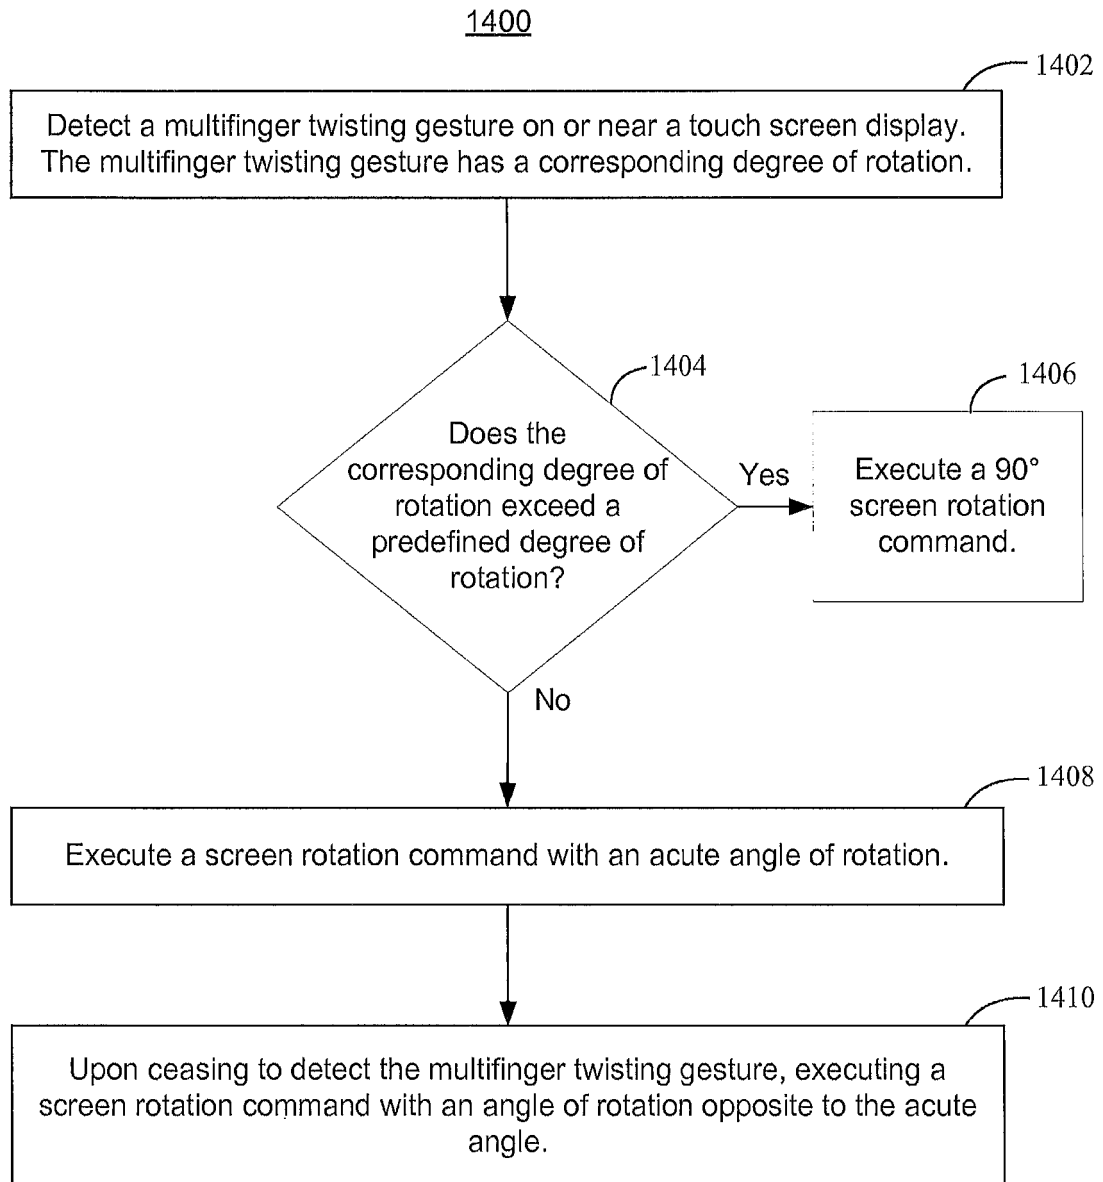 1400
1402
Detect a multifinger twisting gesture on or near a touch screen display.
The multifinger twisting gesture has a corresponding degree of rotation.
1404
Does the
corresponding degree of
rotation exceed a
predefined degree of
rotation?
Yes
1406
Execute a 90°
screen rotation
command.
No
1408
Execute a screen rotation command with an acute angle of rotation.
1410
Upon ceasing to detect the multifinger twisting gesture, executing a
screen rotation command with an angle of rotation opposite to the acute
angle.